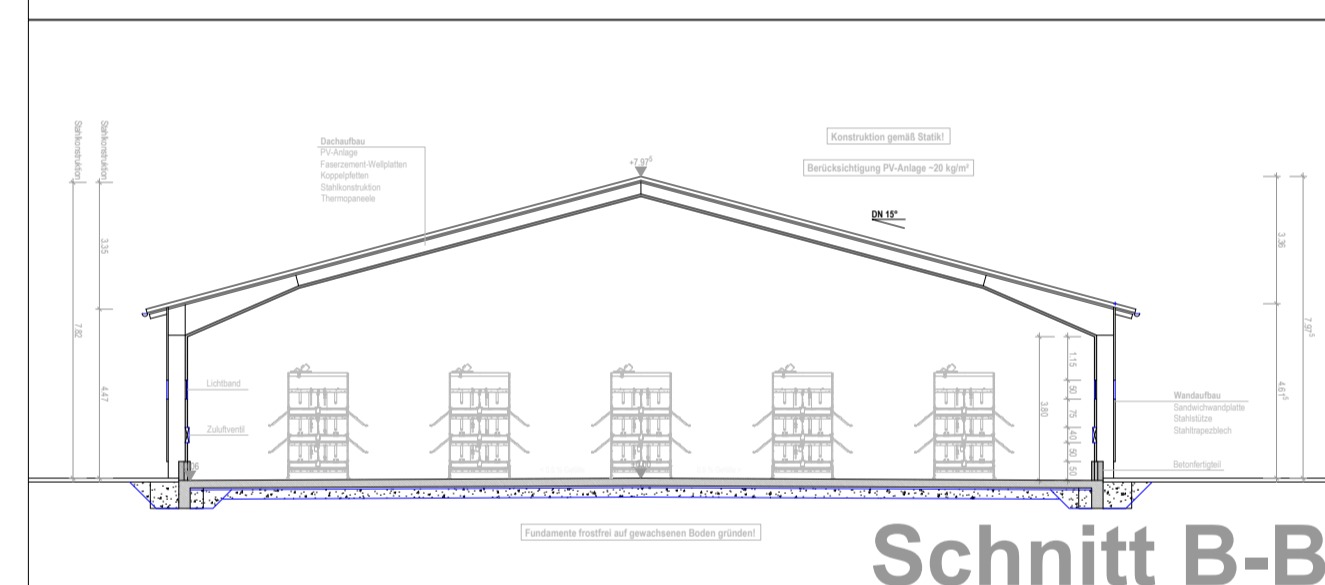 Stahlkonstruktion
Stahlkonstruktion
7.82
3.35
4.47
Dachaufbau
PV-Anlage
Faserzement-Wellplatten
Koppelpfetten
Stahlkonstruktion
Thermopaneele
+7.97⁵
Konstruktion gemäß Statik!
Berücksichtigung PV-Anlage ~20 kg/m²
DN 15°
3.36
7.97⁵
4.61⁵
Lichtband
Zuluftventil
3.80
1.15
50
75
40
50
50
Wandaufbau
Sandwichwandplatte
Stahlstütze
Stahltrapezblech
Betonfertigteil
Fundamente frostfrei auf gewachsenen Boden gründen!
Schnitt B-B